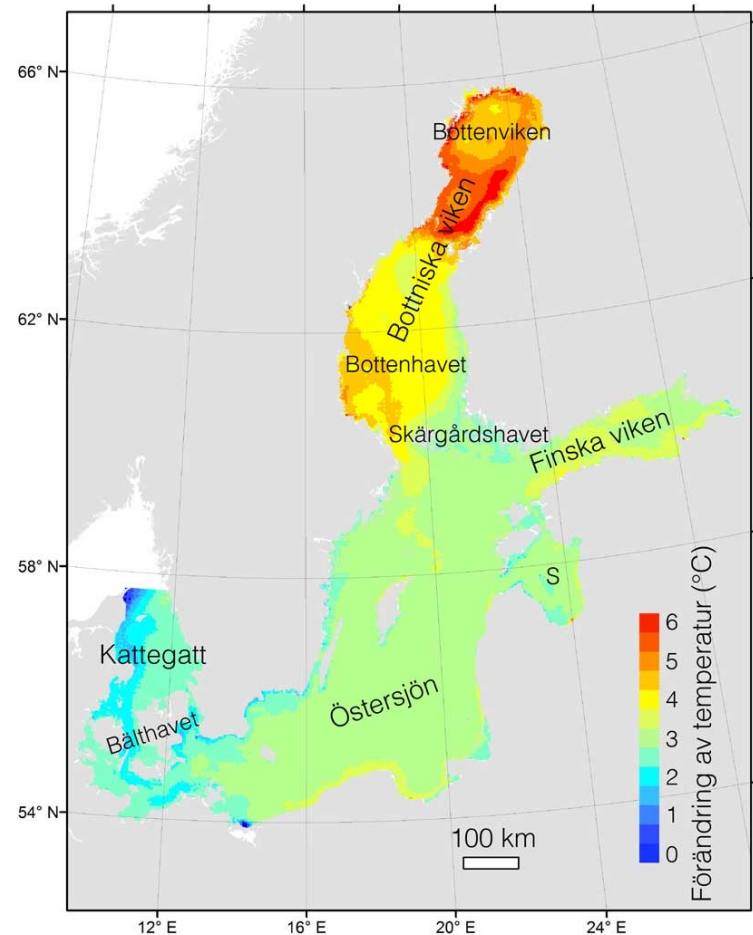 66° N
Bottenviken
Bottniska viken
62° N
Bottenhavet
Skärgårdshavet
Finska viken
58° N
S
Kattegatt
Östersjön
Bälthavet
54° N
100 km
6
5
4
3
2
1
0
Förändring av temperatur (°C)
12° E
16° E
20° E
24° E